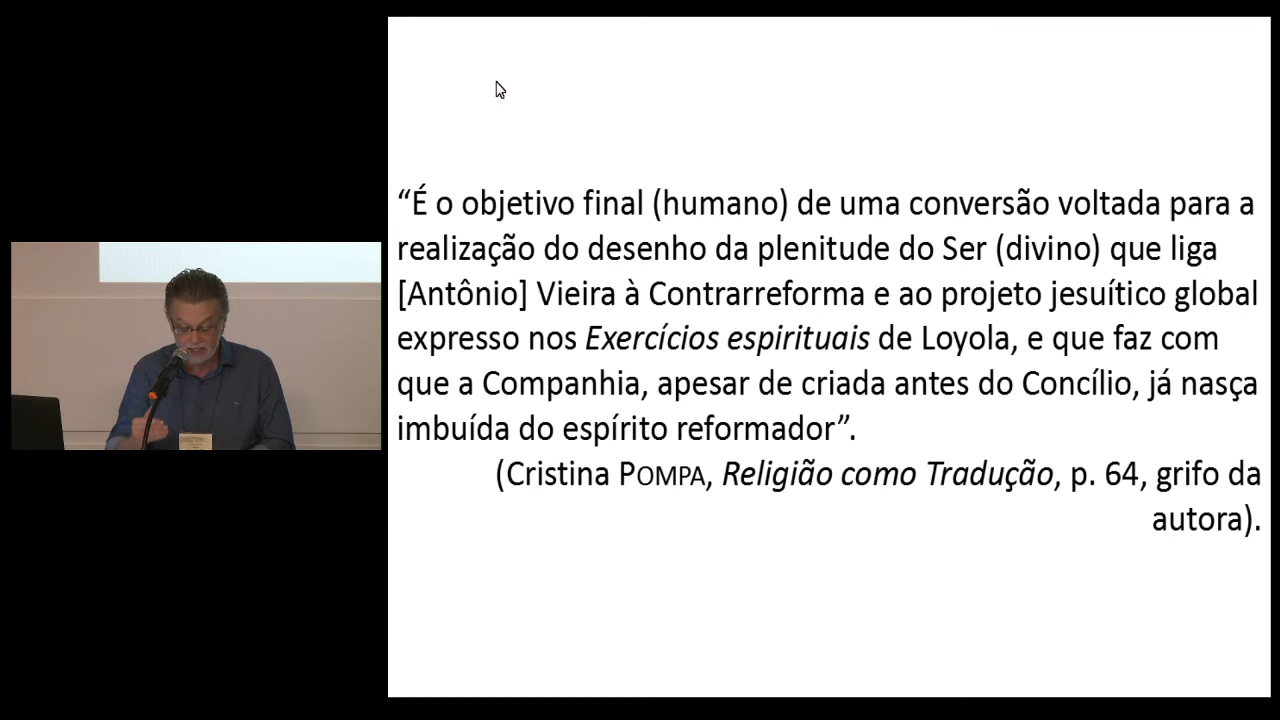 “É o objetivo final (humano) de uma conversão voltada para a
realização do desenho da plenitude do Ser (divino) que liga
[Antônio] Vieira à Contrarreforma e ao projeto jesuítico global
expresso nos Exercícios espirituais de Loyola, e que faz com
que a Companhia, apesar de criada antes do Concílio, já nasça
imbuída do espírito reformador”.
(Cristina POMPA, Religião como Tradução, p. 64, grifo da
autora).